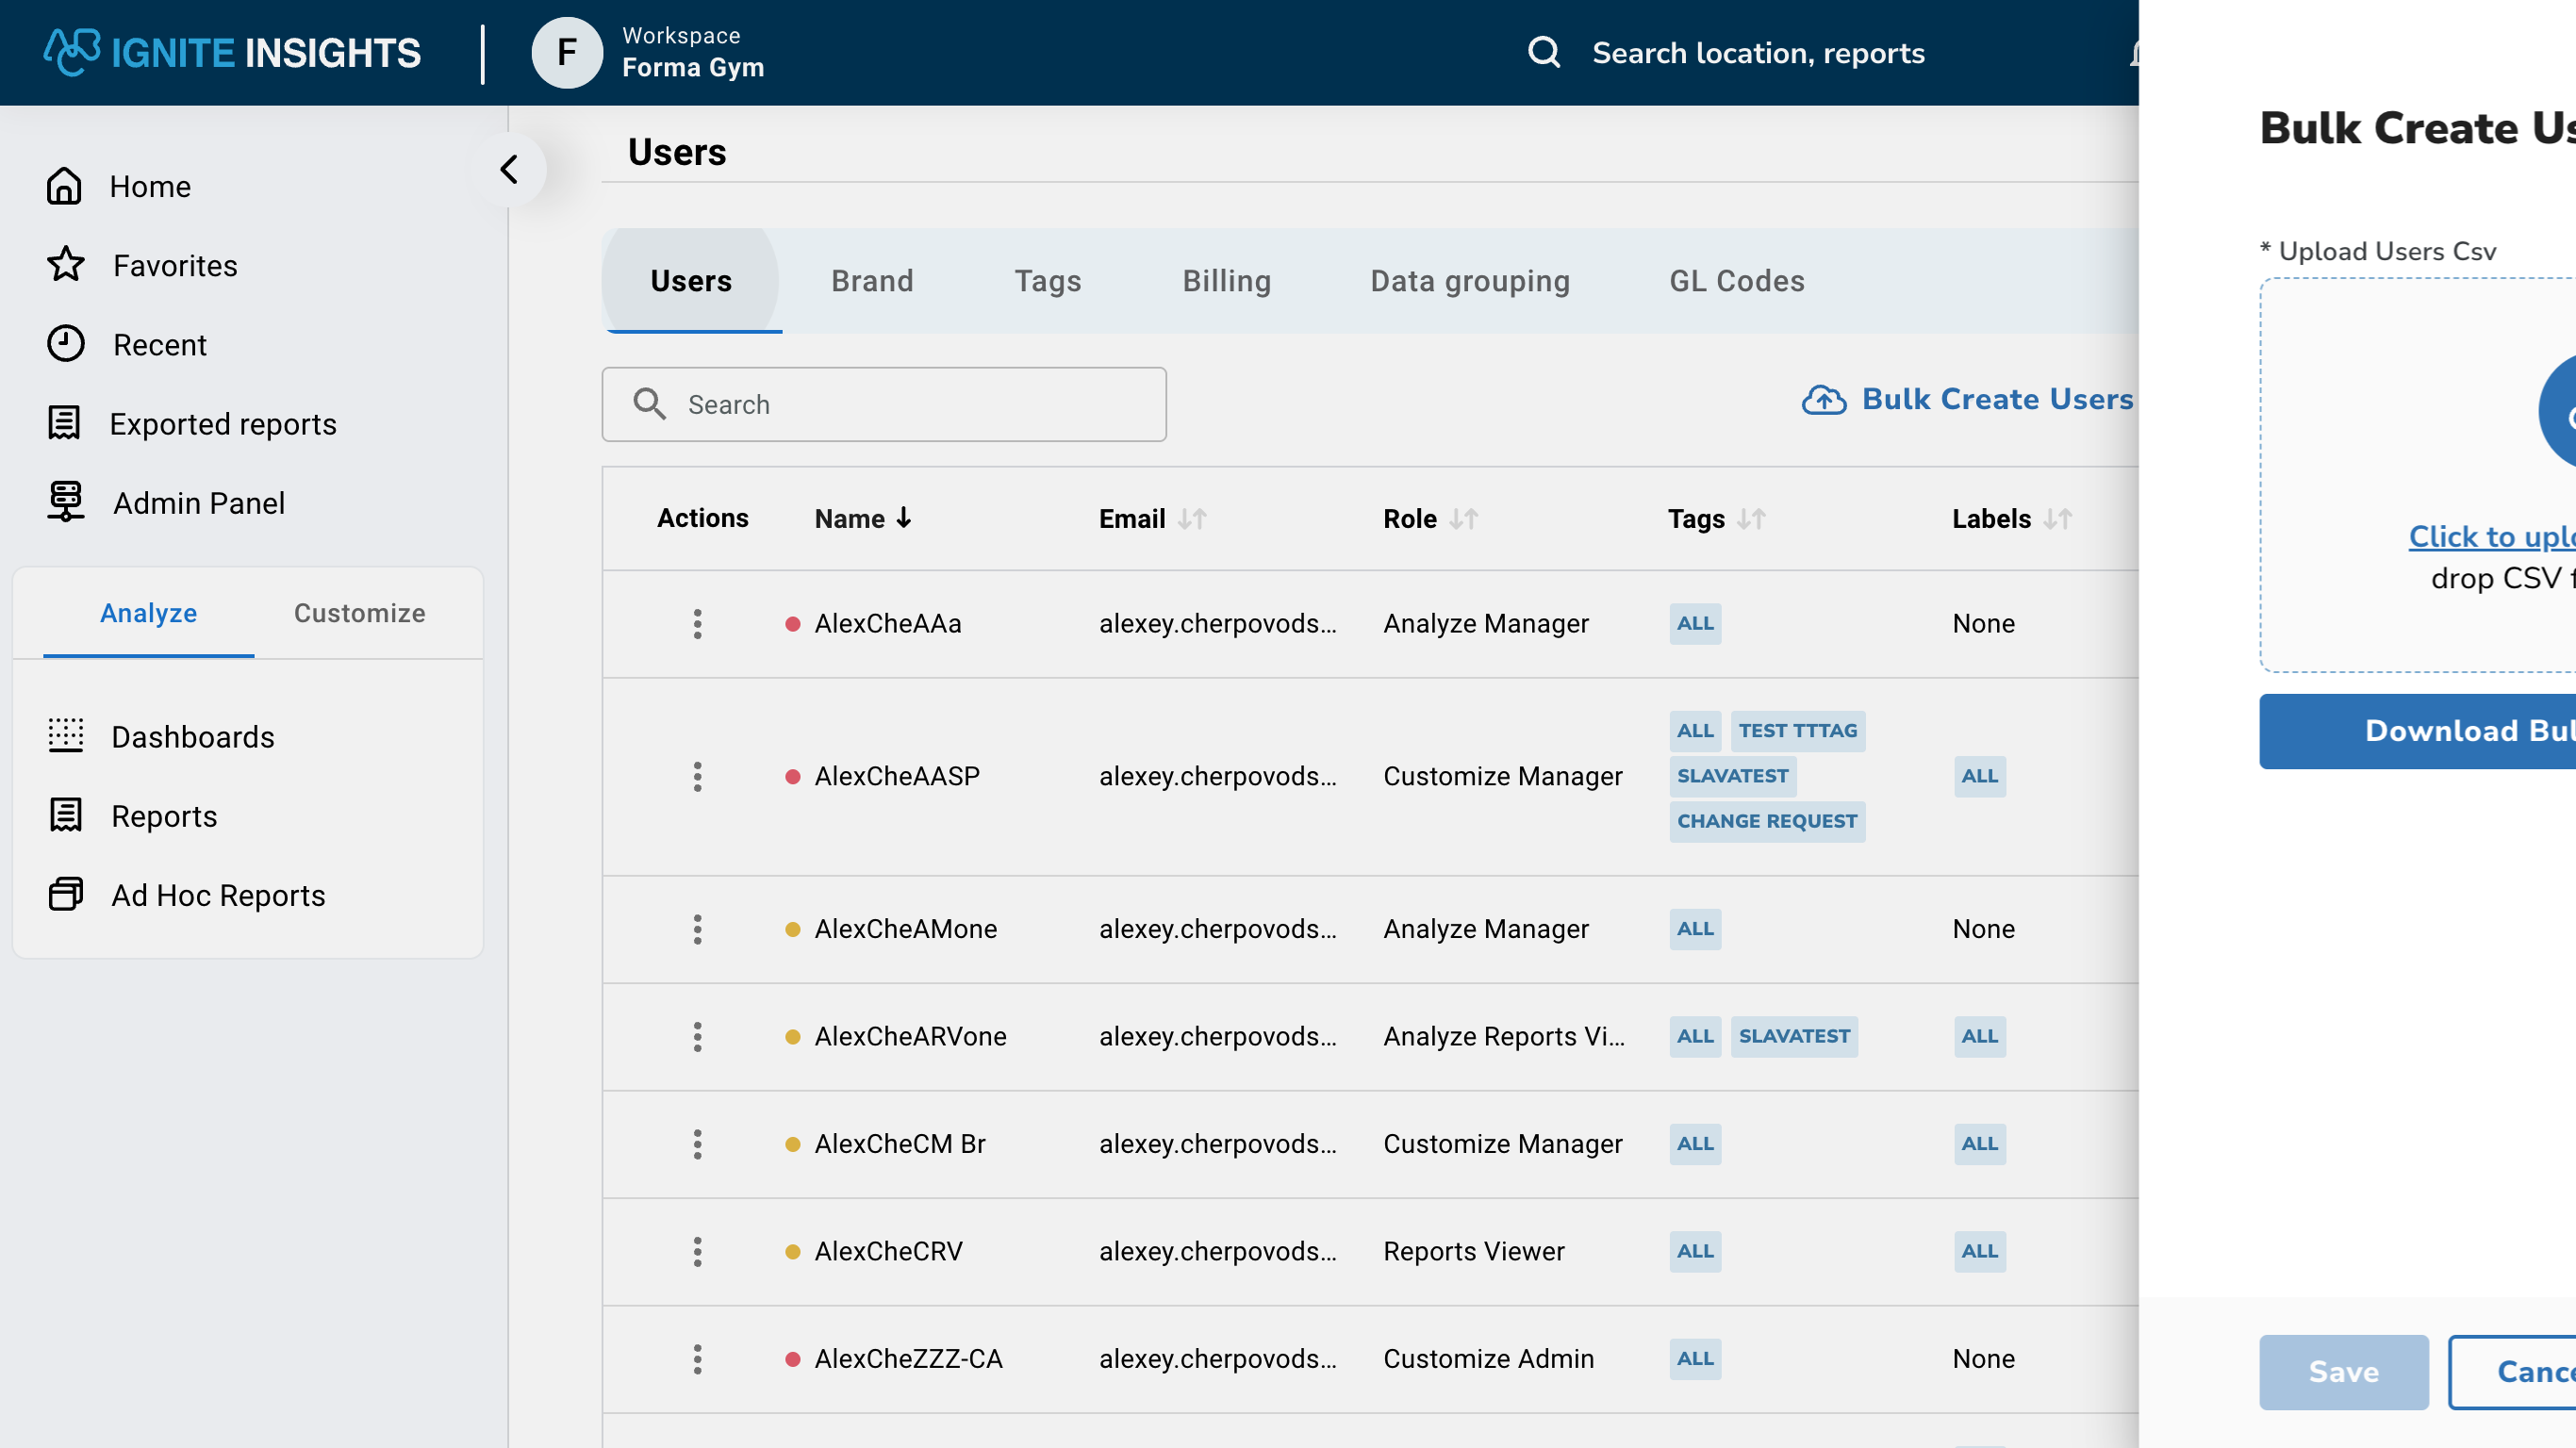 IGNITE INSIGHTS
F
Workspace
Forma Gym
Search location, reports
Home
Favorites
Recent
Exported reports
Admin Panel
Analyze Customize
Dashboards
Reports
Ad Hoc Reports
Users
Users Brand Tags Billing Data grouping GL Codes
Search
Bulk Create Users
Actions Name Email Role Tags Labels
AlexCheAAa alexey.cherpovods... Analyze Manager ALL None
AlexCheAASP alexey.cherpovods... Customize Manager ALL TEST TTTAG SLAVATEST CHANGE REQUEST ALL
AlexCheAMone alexey.cherpovods... Analyze Manager ALL None
AlexCheARVone alexey.cherpovods... Analyze Reports Vi... ALL SLAVATEST ALL
AlexCheCM Br alexey.cherpovods... Customize Manager ALL ALL
AlexCheCRV alexey.cherpovods... Reports Viewer ALL ALL
AlexCheZZZ-CA alexey.cherpovods... Customize Admin ALL None
Bulk Create Us
* Upload Users Csv
Click to uplo
drop CSV f
Download Bul
Save Cance